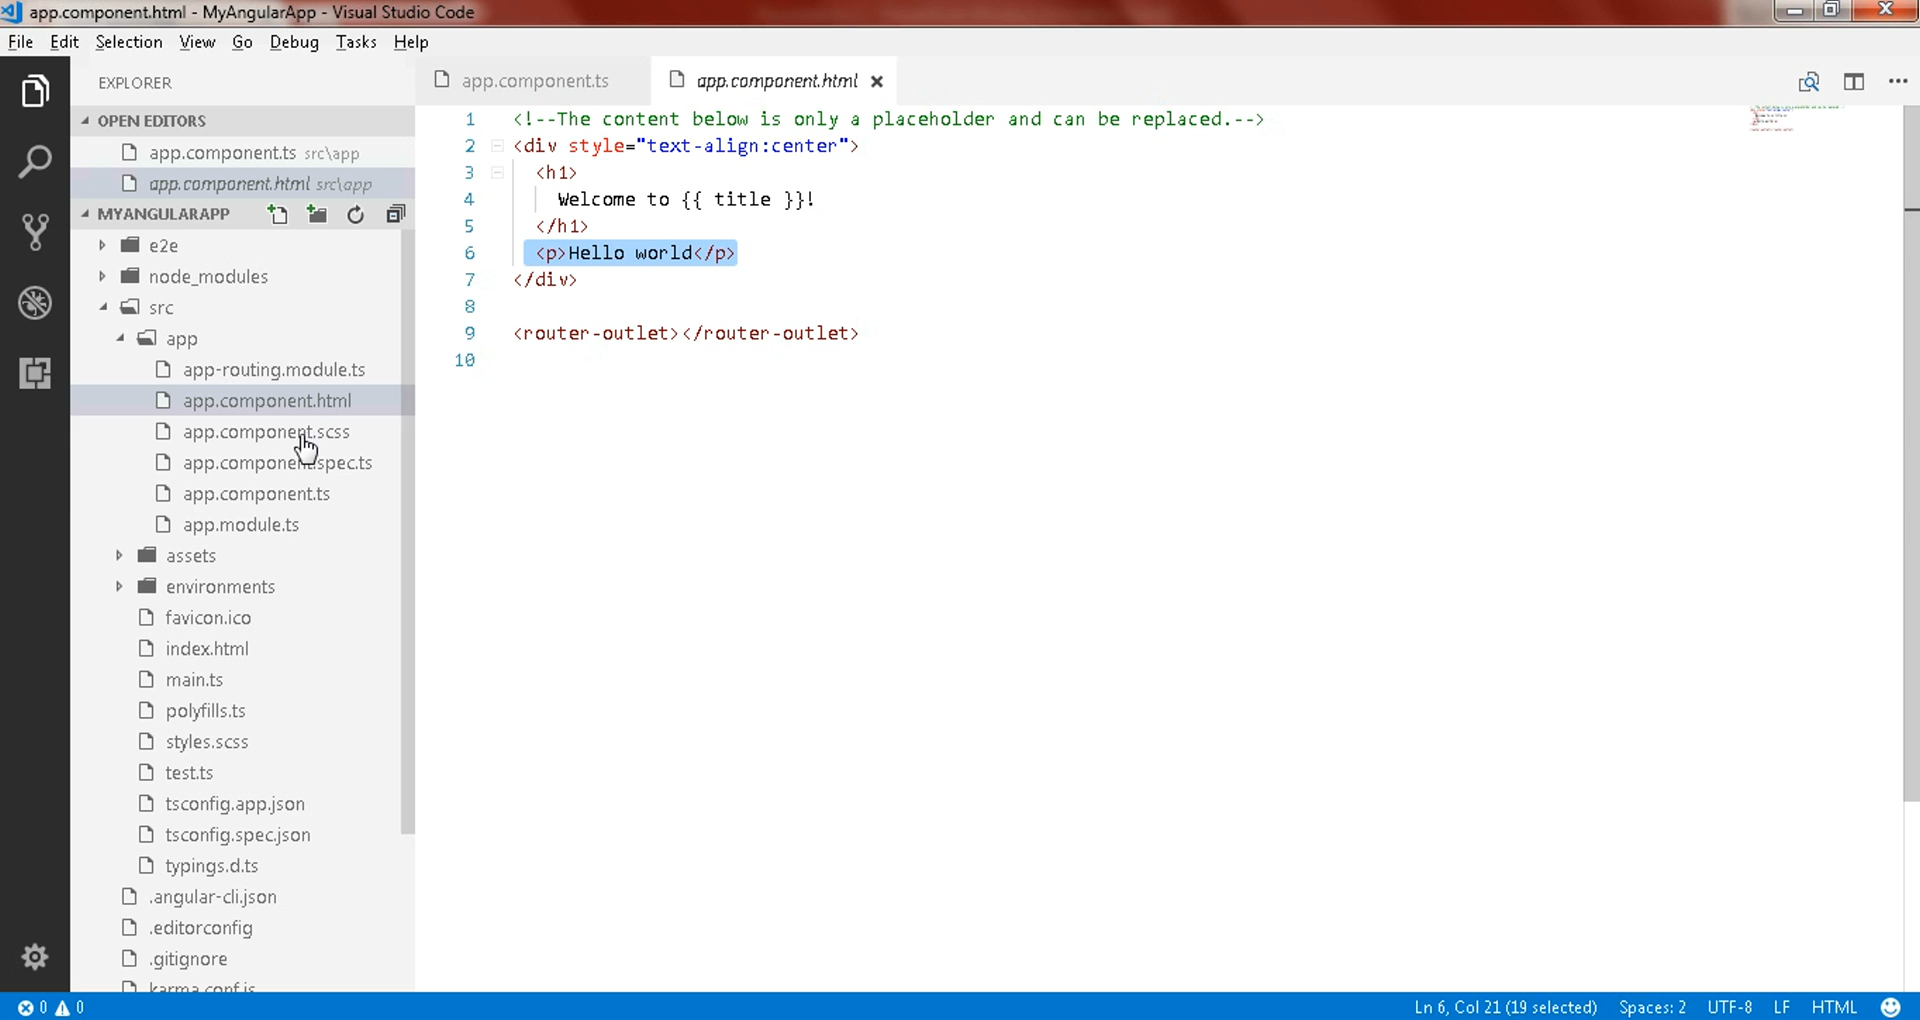 app.component.html - MyAngularApp - Visual Studio Code
File Edit Selection View Go Debug Tasks Help
EXPLORER
OPEN EDITORS
app.component.ts src\app
app.component.html src\app
MYANGULARAPP
e2e
node_modules
src
app
app-routing.module.ts
app.component.html
app.component.scss
app.component.spec.ts
app.component.ts
app.module.ts
assets
environments
favicon.ico
index.html
main.ts
polyfills.ts
styles.scss
test.ts
tsconfig.app.json
tsconfig.spec.json
typings.d.ts
.angular-cli.json
.editorconfig
.gitignore
karma.conf.js
app.component.ts app.component.html
1 <!--The content below is only a placeholder and can be replaced.-->
2 <div style="text-align:center">
3 <h1>
4 Welcome to {{ title }}!
5 </h1>
6 <p>Hello world</p>
7 </div>
8
9 <router-outlet></router-outlet>
10
0 0 Ln 6, Col 21 (19 selected) Spaces: 2 UTF-8 LF HTML